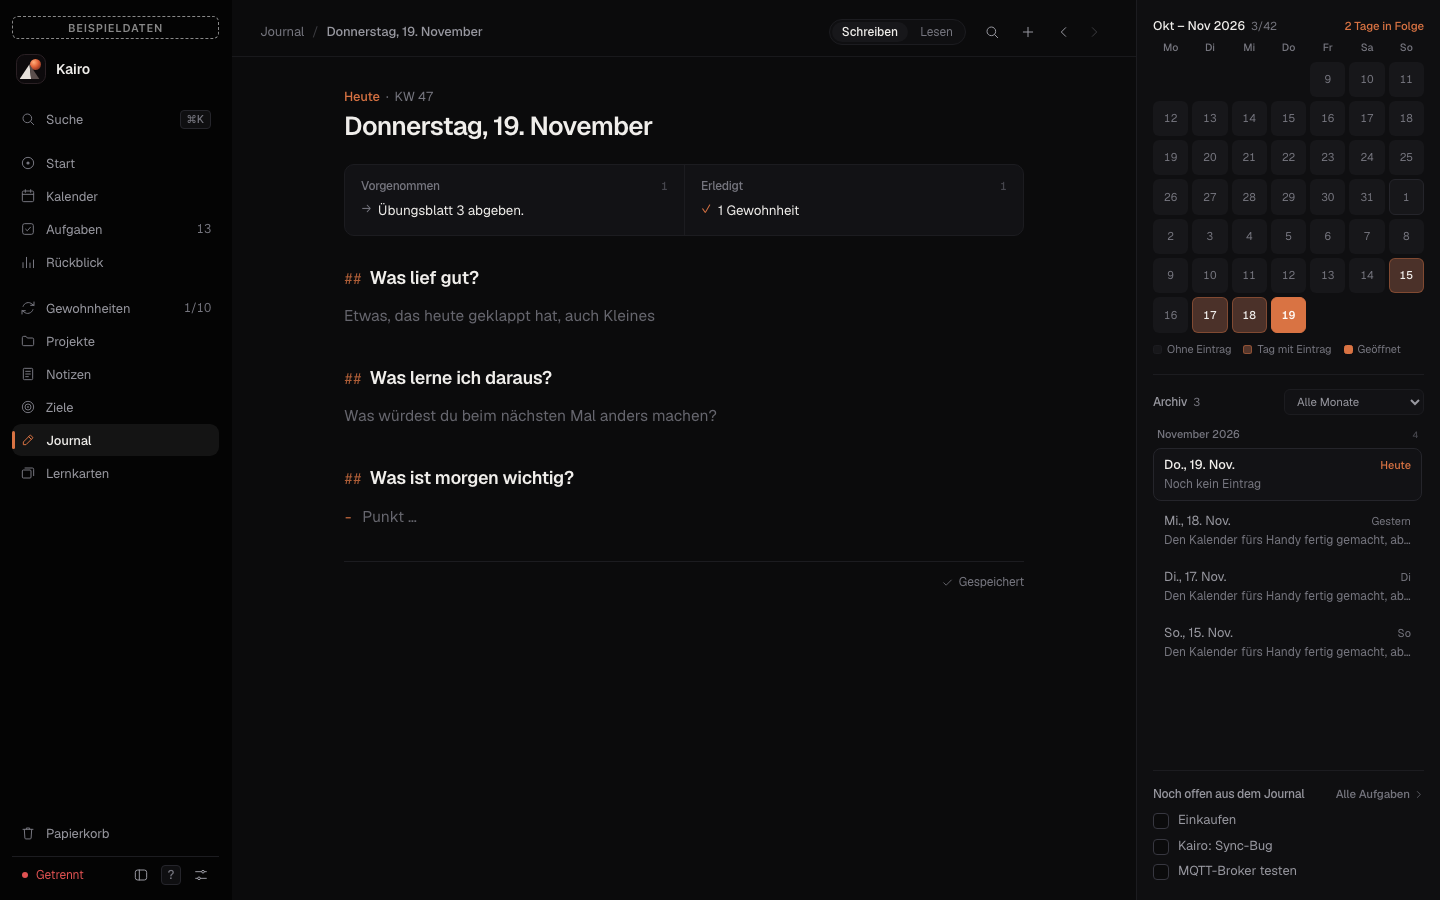 BEISPIELDATEN
Kairo
Suche ⌘K
Start
Kalender
Aufgaben 13
Rückblick
Gewohnheiten 1/10
Projekte
Notizen
Ziele
Journal
Lernkarten
Papierkorb
Getrennt ?
Journal / Donnerstag, 19. November
Schreiben Lesen
Heute · KW 47
Donnerstag, 19. November
Vorgenommen 1
→ Übungsblatt 3 abgeben.
Erledigt 1
✓ 1 Gewohnheit
## Was lief gut?
Etwas, das heute geklappt hat, auch Kleines
## Was lerne ich daraus?
Was würdest du beim nächsten Mal anders machen?
## Was ist morgen wichtig?
– Punkt ...
✓ Gespeichert
Okt – Nov 2026 3/42 2 Tage in Folge
Mo Di Mi Do Fr Sa So
9 10 11
12 13 14 15 16 17 18
19 20 21 22 23 24 25
26 27 28 29 30 31 1
2 3 4 5 6 7 8
9 10 11 12 13 14 15
16 17 18 19
Ohne Eintrag Tag mit Eintrag Geöffnet
Archiv 3 Alle Monate
November 2026 4
Do., 19. Nov. Heute
Noch kein Eintrag
Mi., 18. Nov. Gestern
Den Kalender fürs Handy fertig gemacht, ab...
Di., 17. Nov. Di
Den Kalender fürs Handy fertig gemacht, ab...
So., 15. Nov. So
Den Kalender fürs Handy fertig gemacht, ab...
Noch offen aus dem Journal Alle Aufgaben >
Einkaufen
Kairo: Sync-Bug
MQTT-Broker testen